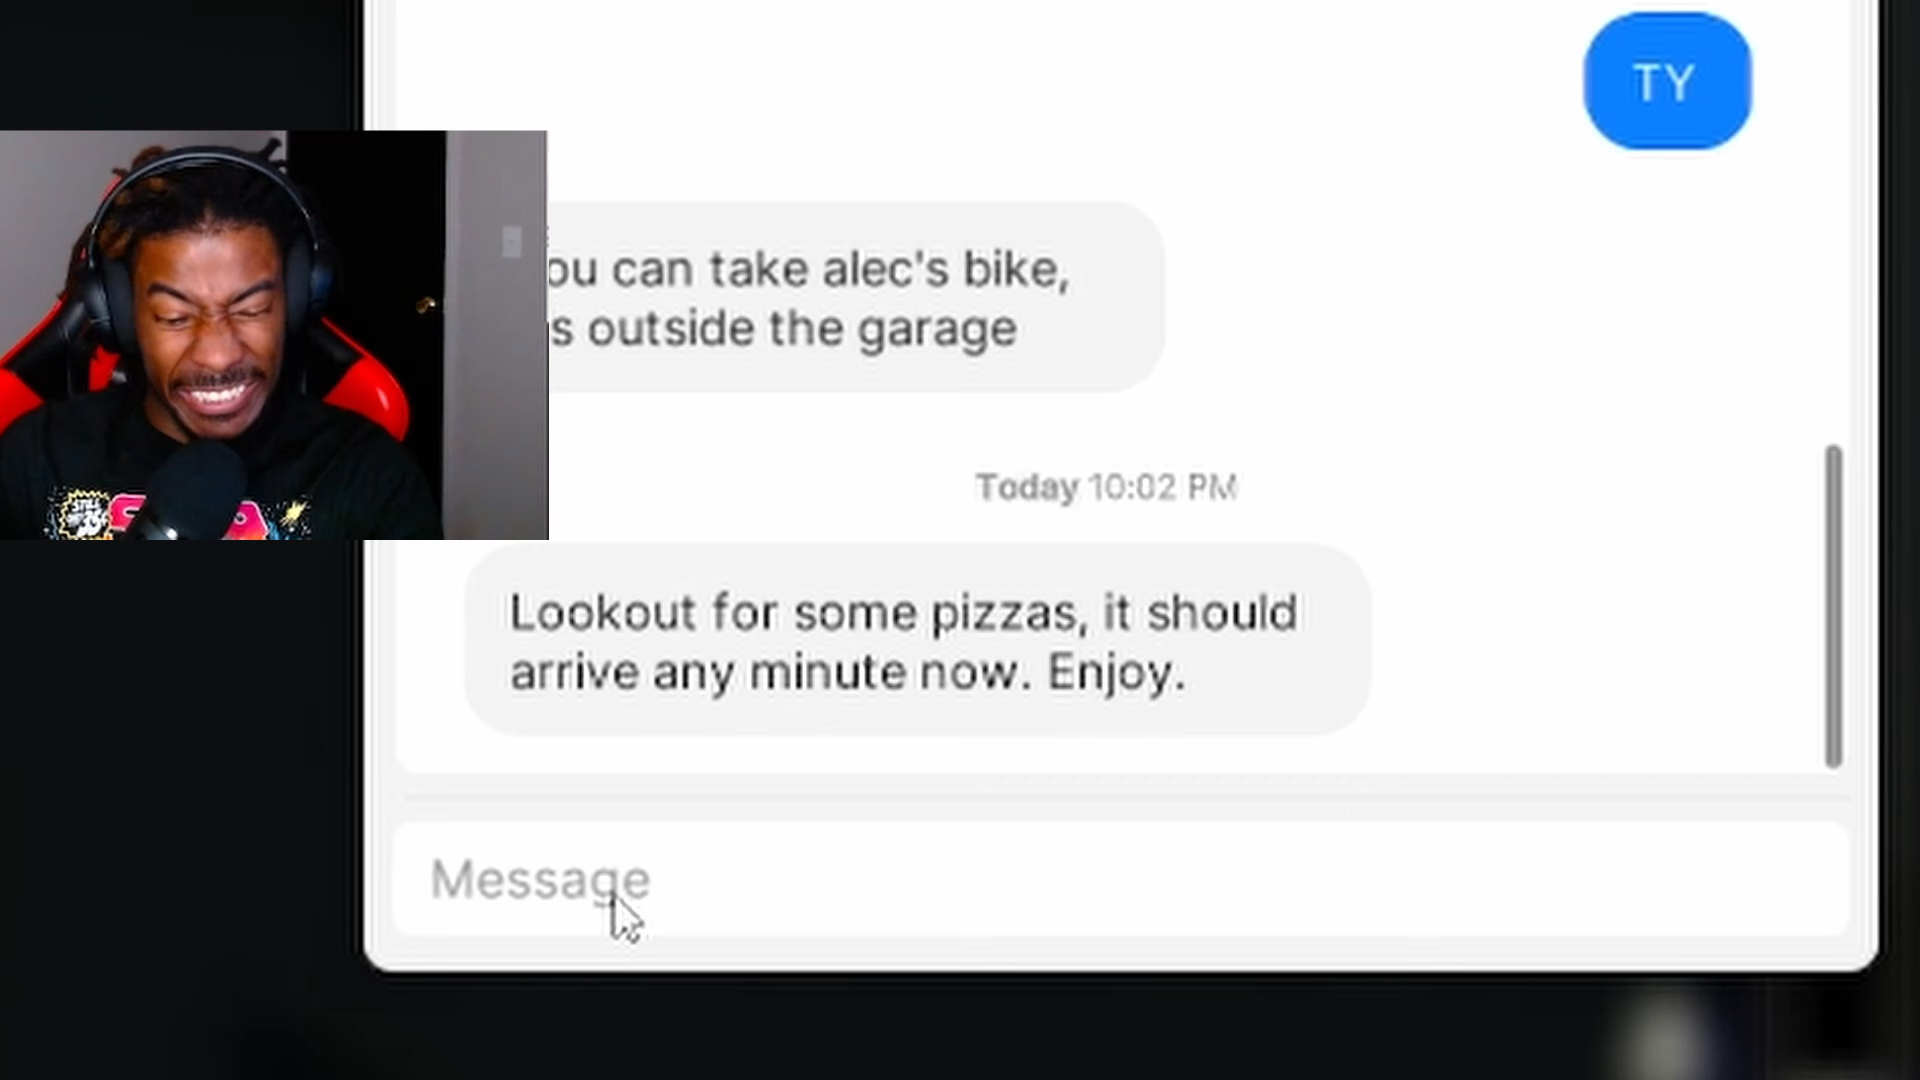 TY
ou can take alec's bike,
s outside the garage
Today 10:02 PM
Lookout for some pizzas, it should
arrive any minute now. Enjoy.
Message